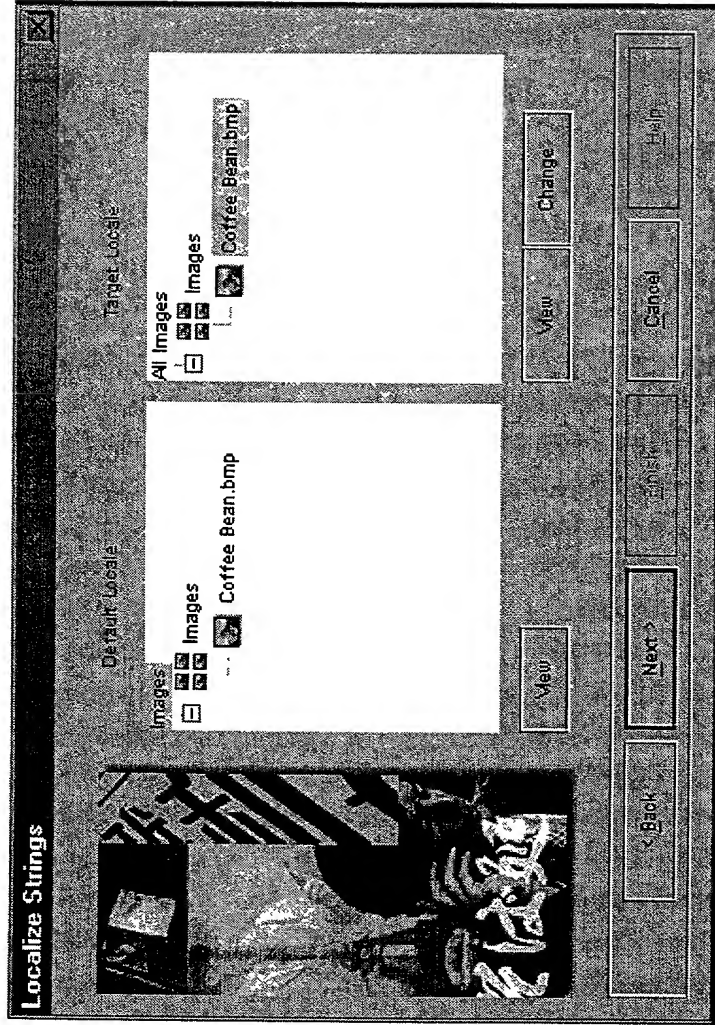 Localize Strings
Default Locale
Target Locale
Images
Images
Coffee Bean.bmp
All Images
Images
Coffee Bean.bmp
View
View
Change
< Back
Next >
Finish
Cancel
Help